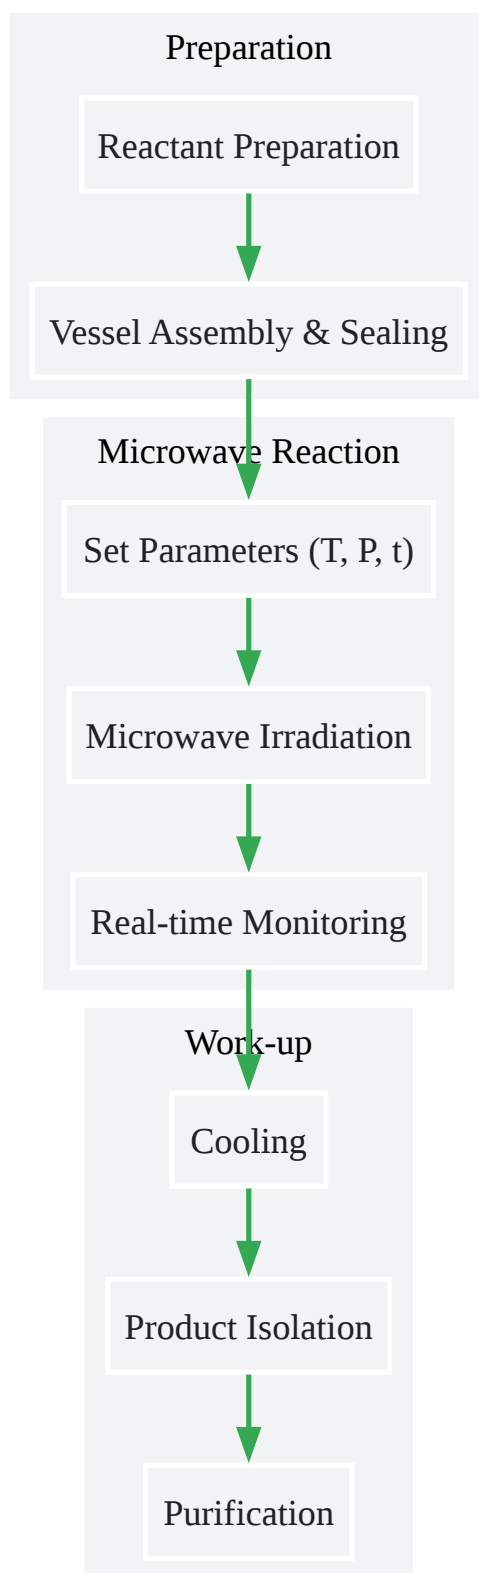 Preparation
Reactant Preparation
Vessel Assembly & Sealing
Microwave Reaction
Set Parameters (T, P, t)
Microwave Irradiation
Real-time Monitoring
Work-up
Cooling
Product Isolation
Purification